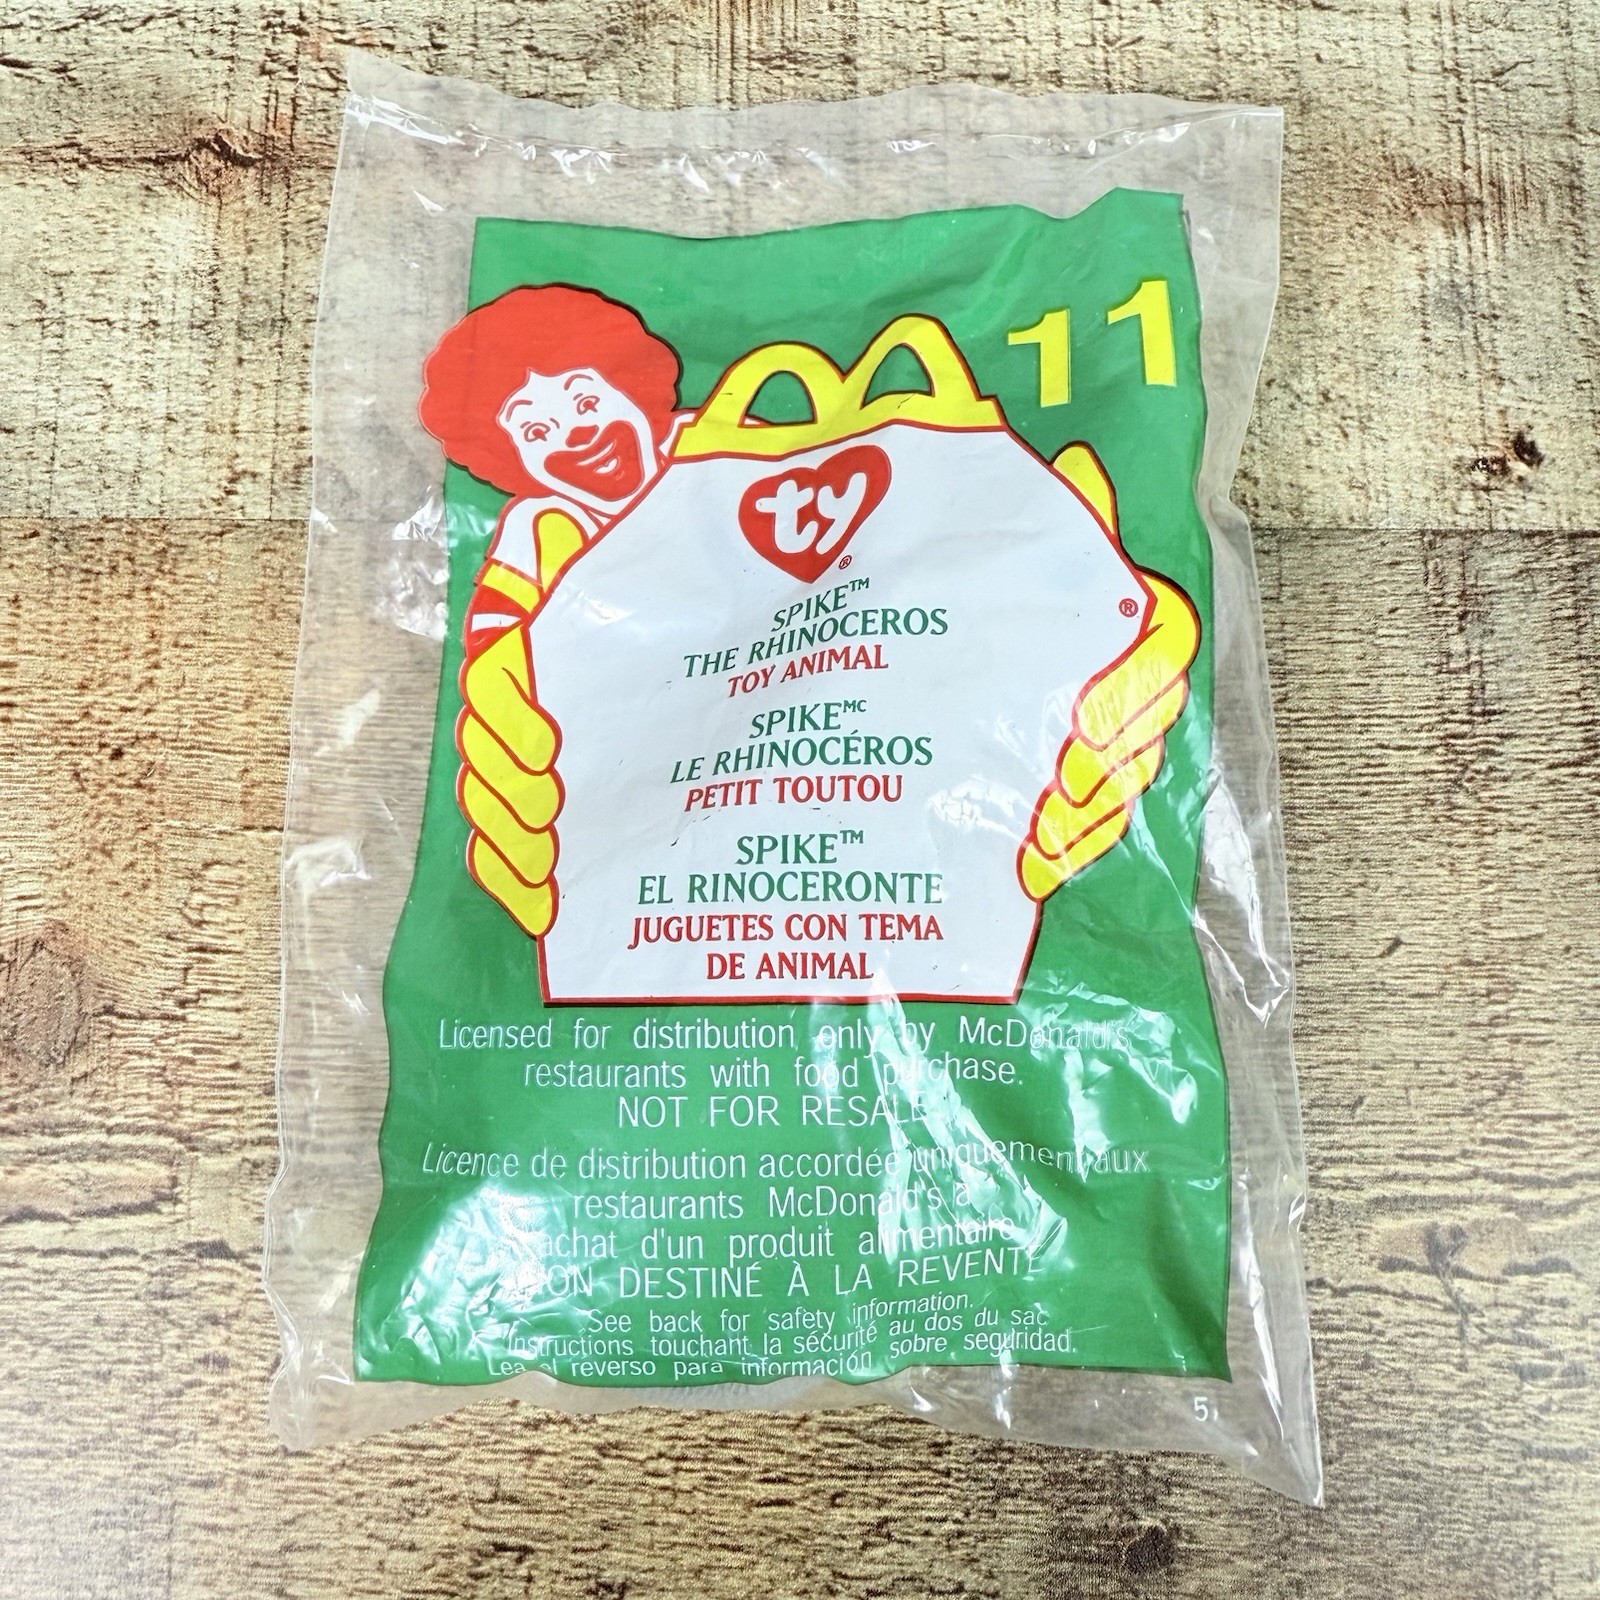 11
ty®
SPIKE™
THE RHINOCEROS
TOY ANIMAL
®
SPIKEMC
LE RHINOCÉROS
PETIT TOUTOU
SPIKE™
EL RINOCERONTE
JUGUETES CON TEMA
DE ANIMAL
Licensed for distribution only by McDonald's
restaurants with food purchase.
NOT FOR RESALE
Licence de distribution accordée uniquement aux
restaurants McDonald's à
achat d'un produit alimentaire
NON DESTINÉ À LA REVENTE
See back for safety information.
Instructions touchant la sécurité au dos du sac
Lea el reverso para información sobre seguridad.
5